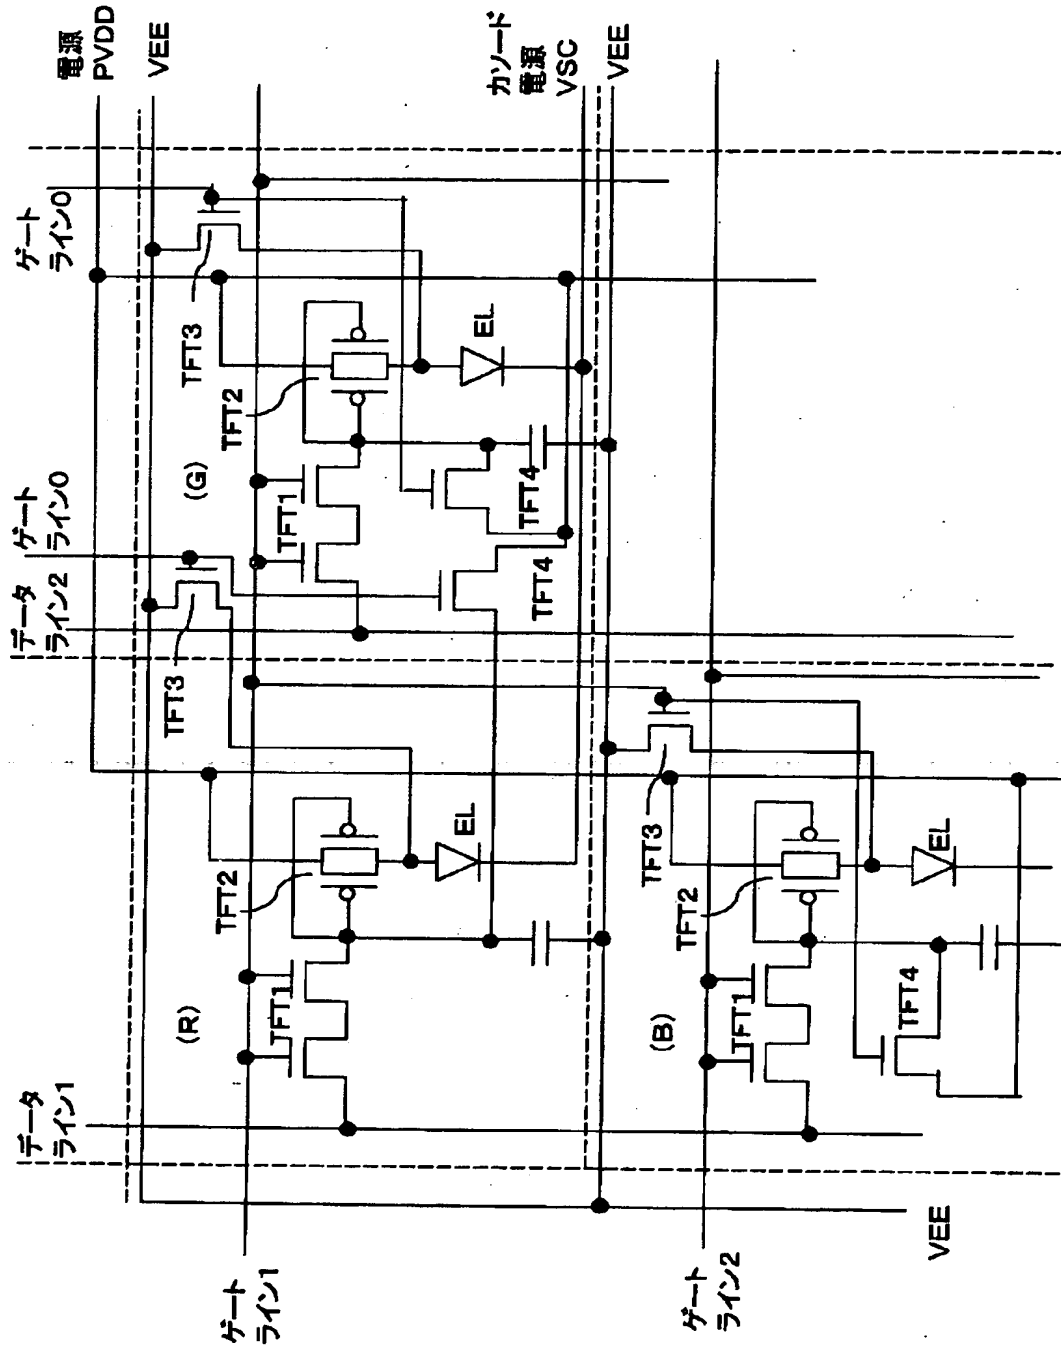 電源
PVDD
VEE
カソード
電源
VSC
VEE
ゲート
ライン0
TFT3
TFT2
EL
(G)
TFT1
TFT4
ゲート
ライン0
TFT4
データ
ライン2
TFT3
TFT2
EL
(R)
TFT1
TFT3
TFT2
EL
(B)
TFT1
TFT4
データ
ライン1
VEE
ゲート
ライン1
ゲート
ライン2